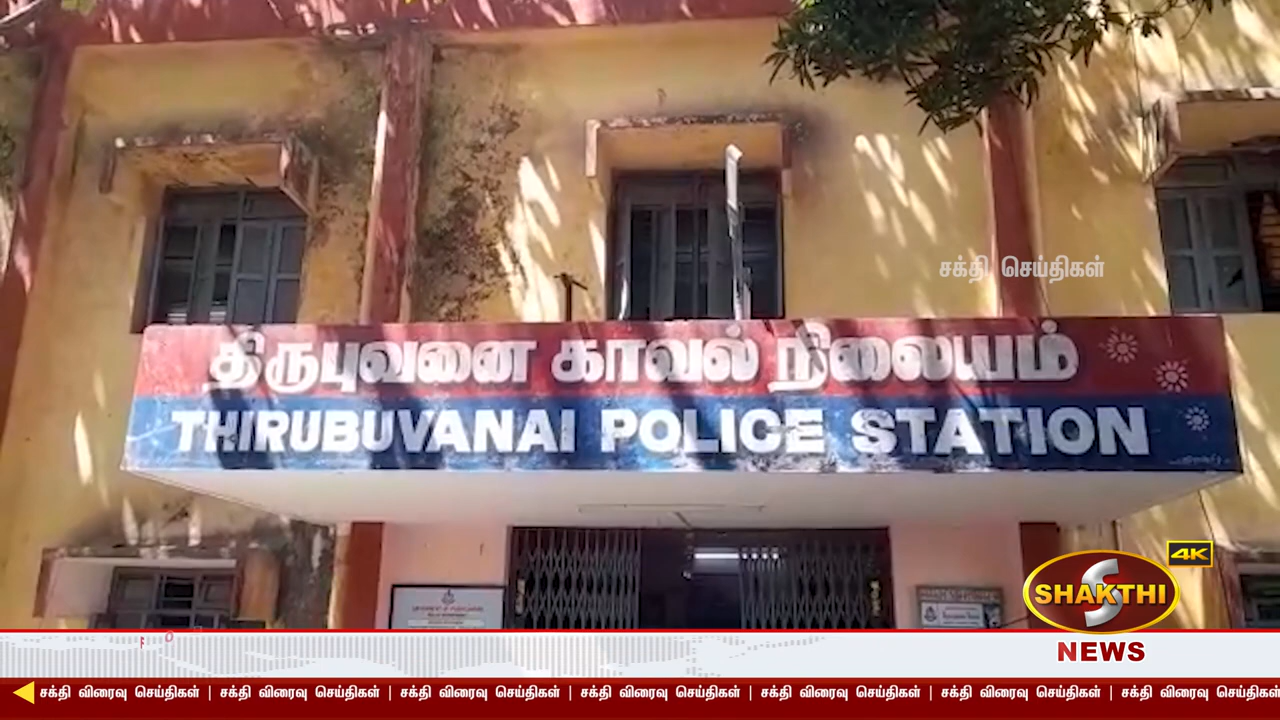 சக்தி செய்திகள்
திருபுவனை காவல் நிலையம்
THIRUBUVANAI POLICE STATION
4K
SHAKTHI
NEWS
சக்தி விரைவு செய்திகள் | சக்தி விரைவு செய்திகள் | சக்தி விரைவு செய்திகள் | சக்தி விரைவு செய்திகள் | சக்தி விரைவு செய்திகள் | சக்தி விரைவு செய்திகள் | சக்தி விரைவு செய்திகள்